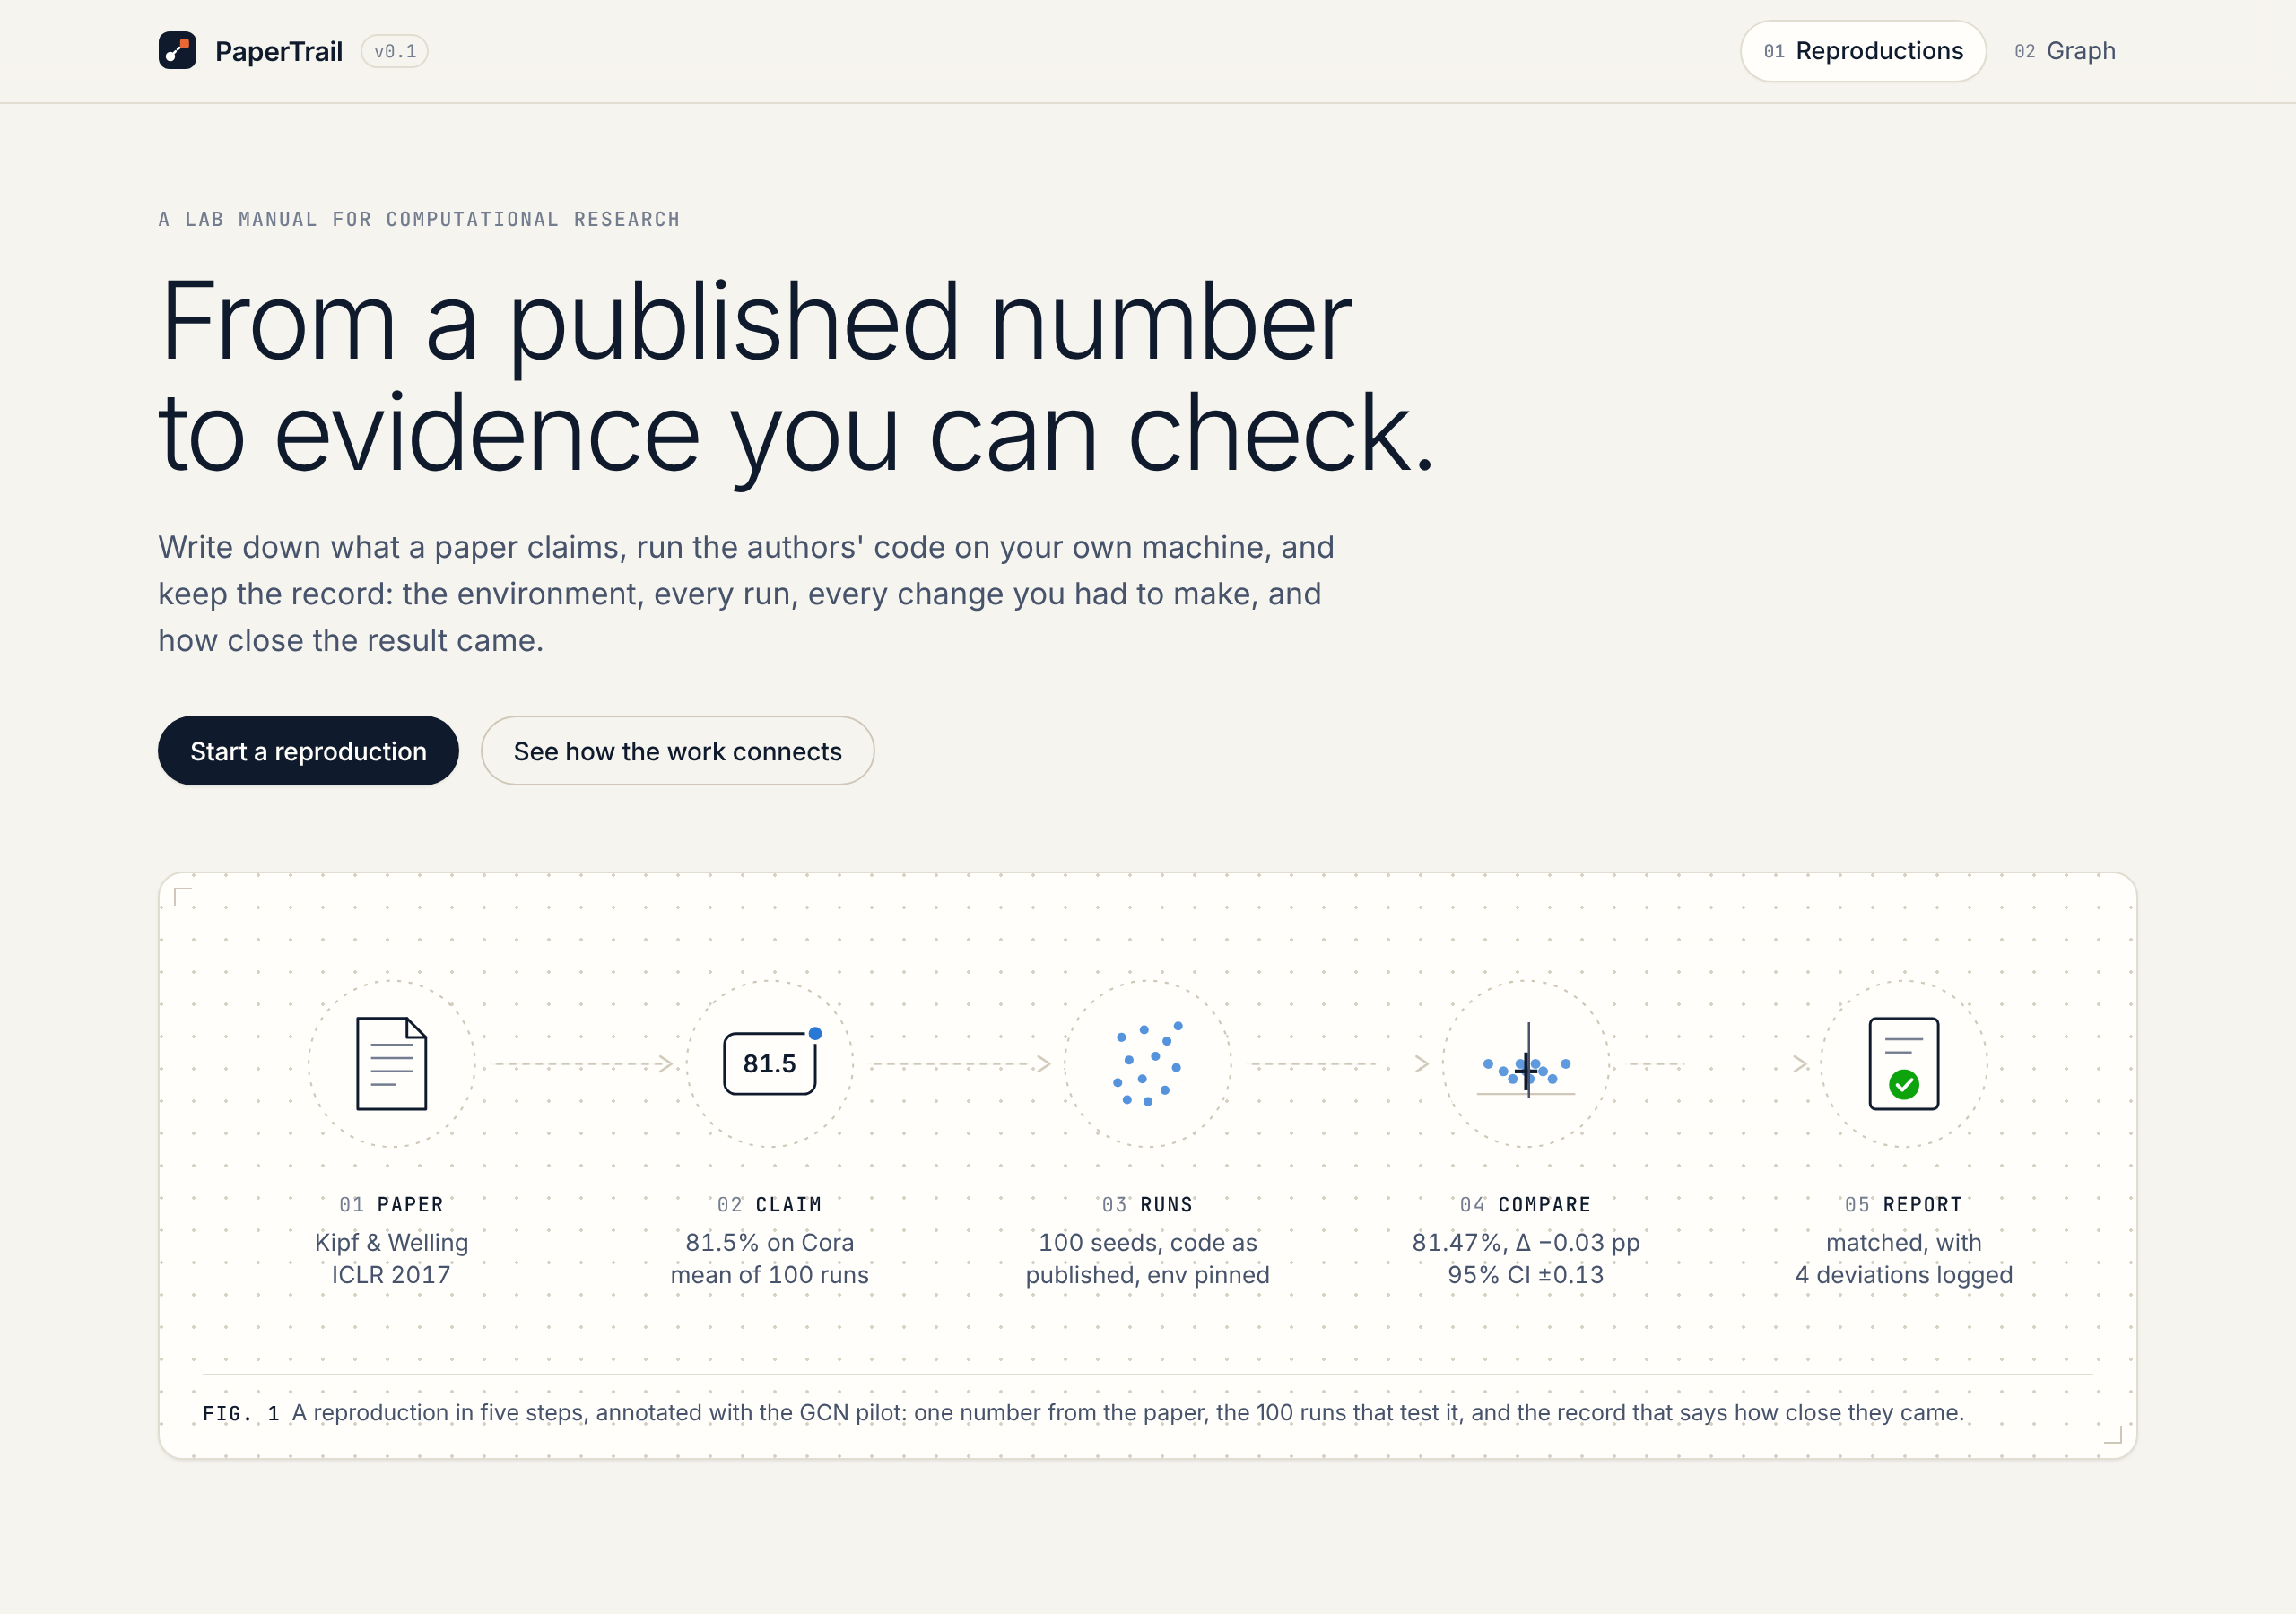 PaperTrail v0.1
01 Reproductions
02 Graph
A LAB MANUAL FOR COMPUTATIONAL RESEARCH
From a published number
to evidence you can check.
Write down what a paper claims, run the authors' code on your own machine, and
keep the record: the environment, every run, every change you had to make, and
how close the result came.
Start a reproduction
See how the work connects
81.5
01 PAPER
Kipf & Welling
ICLR 2017
02 CLAIM
81.5% on Cora
mean of 100 runs
03 RUNS
100 seeds, code as
published, env pinned
04 COMPARE
81.47%, Δ −0.03 pp
95% CI ±0.13
05 REPORT
matched, with
4 deviations logged
FIG. 1 A reproduction in five steps, annotated with the GCN pilot: one number from the paper, the 100 runs that test it, and the record that says how close they came.